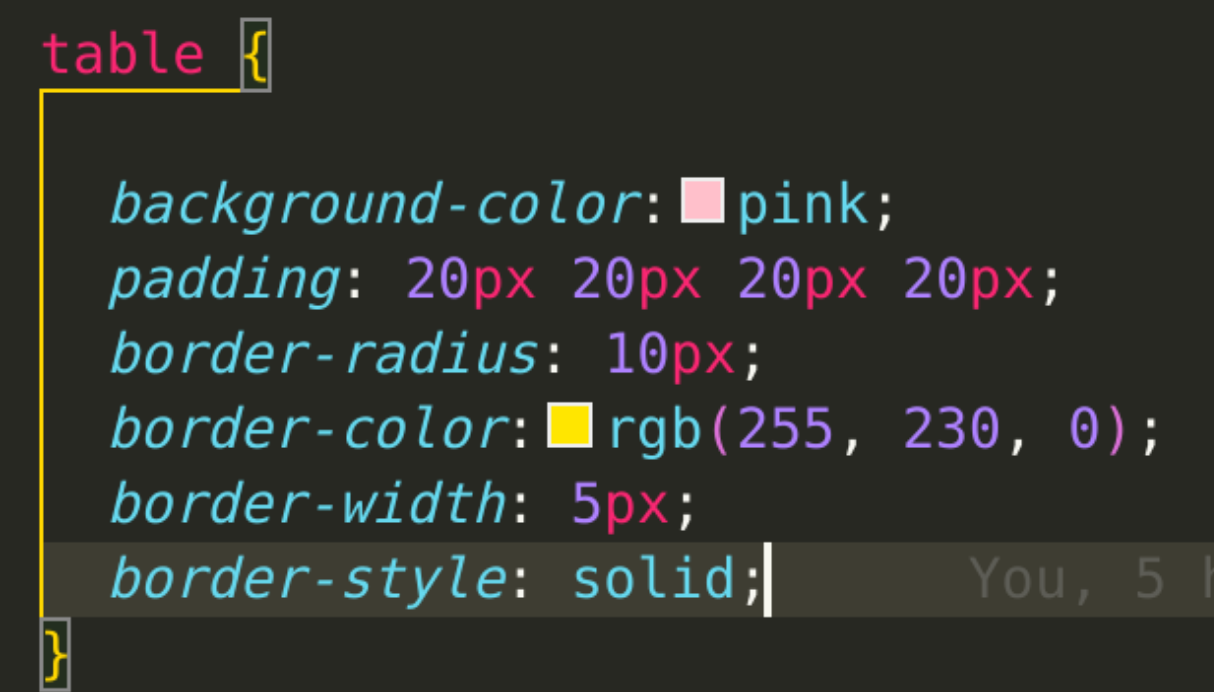 table {
background-color: pink;
padding: 20px 20px 20px 20px;
border-radius: 10px;
border-color: rgb(255, 230, 0);
border-width: 5px;
border-style: solid; You, 5
}